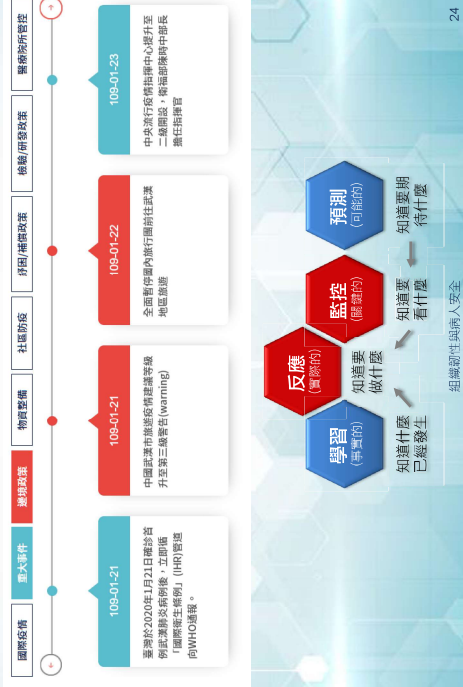 國際疫情
重大事件
邊境政策
物資整備
社區防疫
紓困/補償政策
檢驗/研發政策
醫療院所管控
109-01-21
臺灣於2020年1月21日確診首
例武漢肺炎病例後，立即循
「國際衛生條例」(IHR)管道
向WHO通報。
109-01-21
中國武漢市旅遊疫情建議等級
升至第三級警告(warning)
109-01-22
全面暫停國內旅行團前往武漢
地區旅遊
109-01-23
中央流行疫情指揮中心提升至
二級開設，衛福部陳時中部長
擔任指揮官
學習
(事實的)
知道什麼
已經發生
反應
(實際的)
知道要
做什麼
監控
(關鍵的)
知道要
看什麼
預測
(可能的)
知道要期
待什麼
組織韌性與病人安全
24